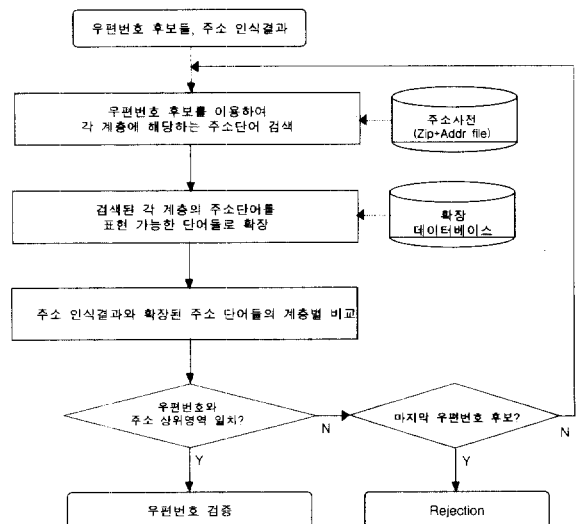 우편번호 후보들, 주소 인식결과
우편번호 후보를 이용하여
각 계층에 해당하는 주소단어 검색
주소사전
(Zip+Addr file)
검색된 각 계층의 주소단어를
표현 가능한 단어들로 확장
확장
데이터베이스
주소 인식결과와 확장된 주소 단어들의 계층별 비교
우편번호와
주소 상위영역 일치?
N
마지막 우편번호 후보?
N
Y
Y
우편번호 검증
Rejection